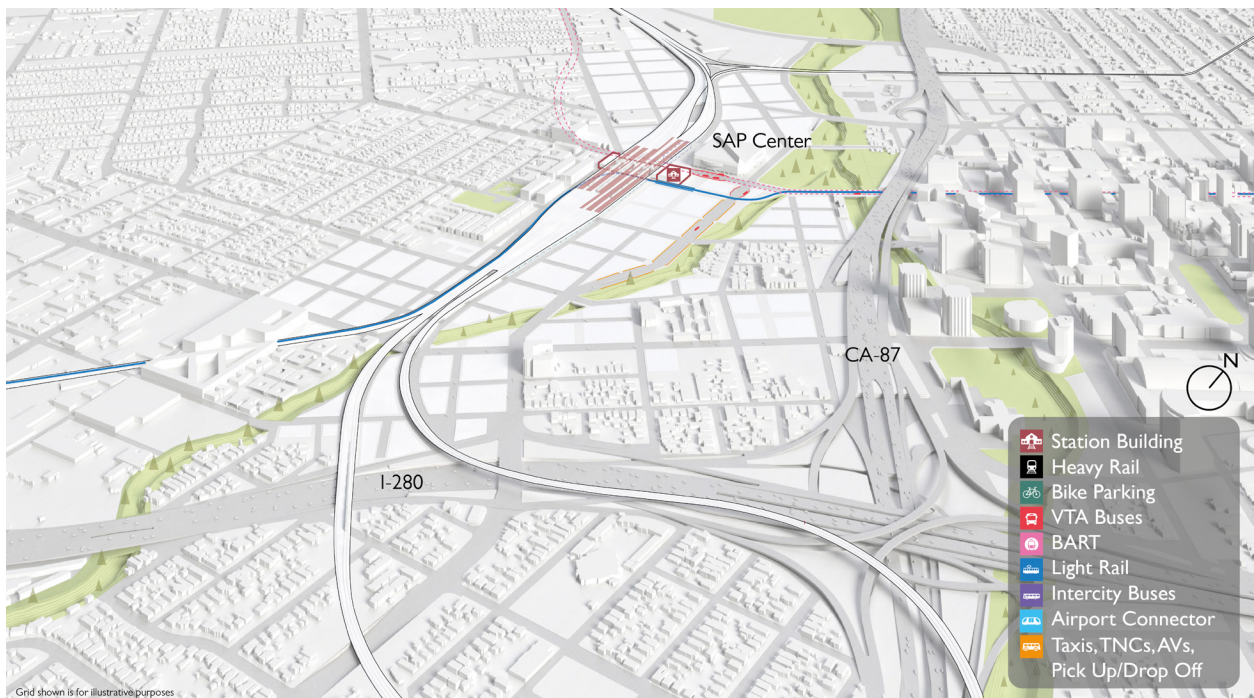 SAP Center
CA-87
N
I-280
Station Building
Heavy Rail
Bike Parking
VTA Buses
BART
Light Rail
Intercity Buses
Airport Connector
Taxis, TNCs, AVs,
Pick Up/Drop Off
Grid shown is for illustrative purposes